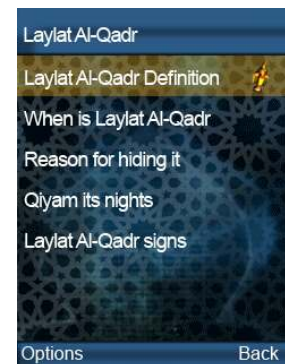 Laylat Al-Qadr
Laylat Al-Qadr Definition
When is Laylat Al-Qadr
Reason for hiding it
Qiyam its nights
Laylat Al-Qadr signs
Options Back